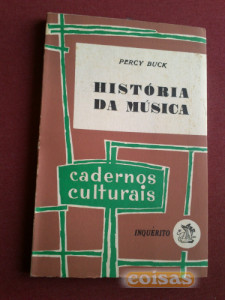 PERCY BUCK
HISTÓRIA
DA MÚSICA
cadernos
culturais
INQUÉRITO
coisas